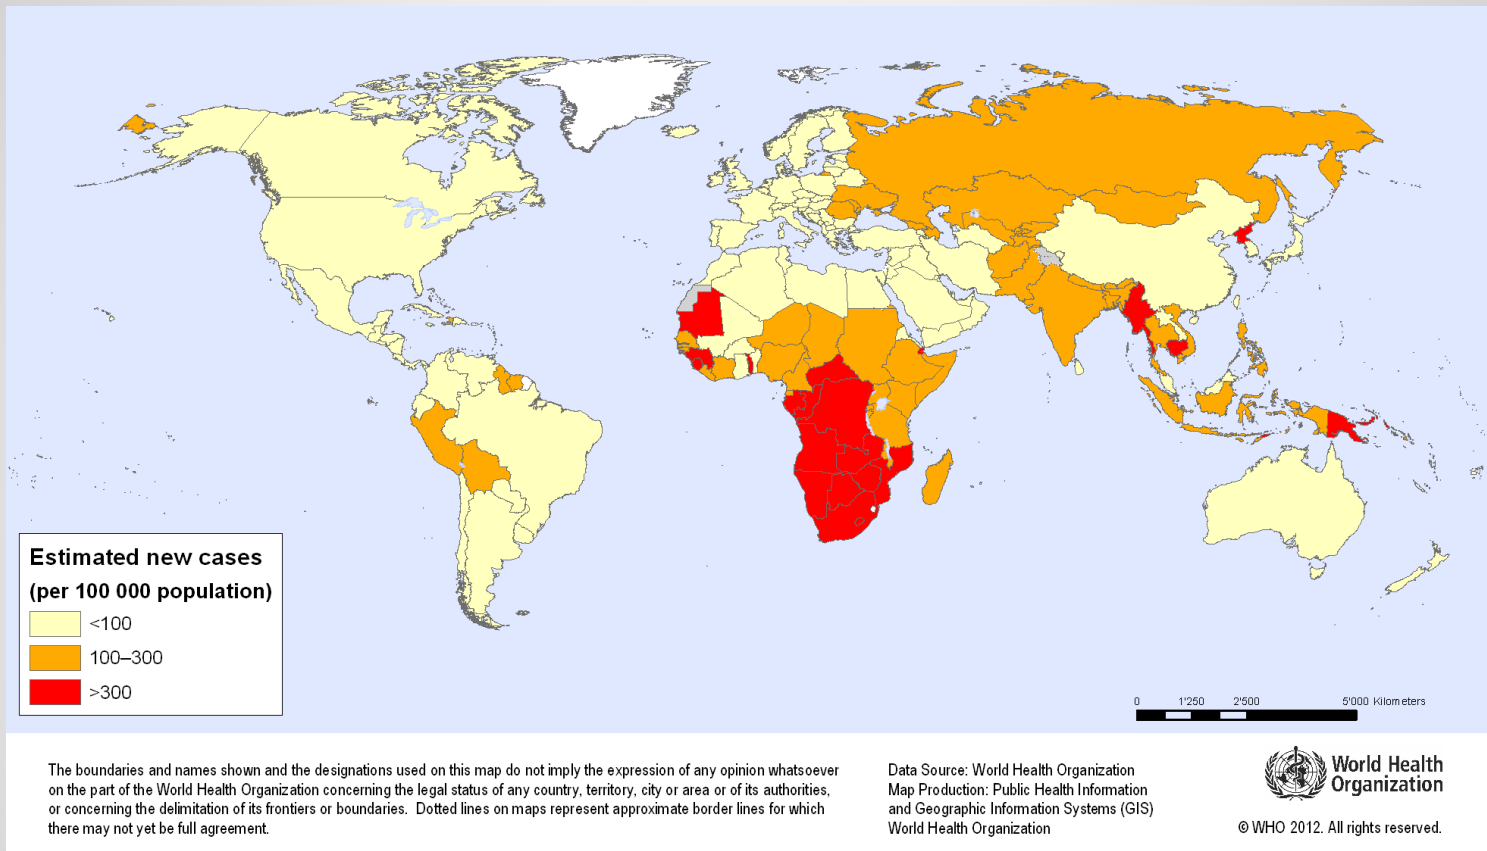 Estimated new cases
(per 100 000 population)
<100
100–300
>300
0 1'250 2'500 5'000 Kilometers
The boundaries and names shown and the designations used on this map do not imply the expression of any opinion whatsoever
on the part of the World Health Organization concerning the legal status of any country, territory, city or area or of its authorities,
or concerning the delimitation of its frontiers or boundaries. Dotted lines on maps represent approximate border lines for which
there may not yet be full agreement.
Data Source: World Health Organization
Map Production: Public Health Information
and Geographic Information Systems (GIS)
World Health Organization
World Health
Organization
© WHO 2012. All rights reserved.